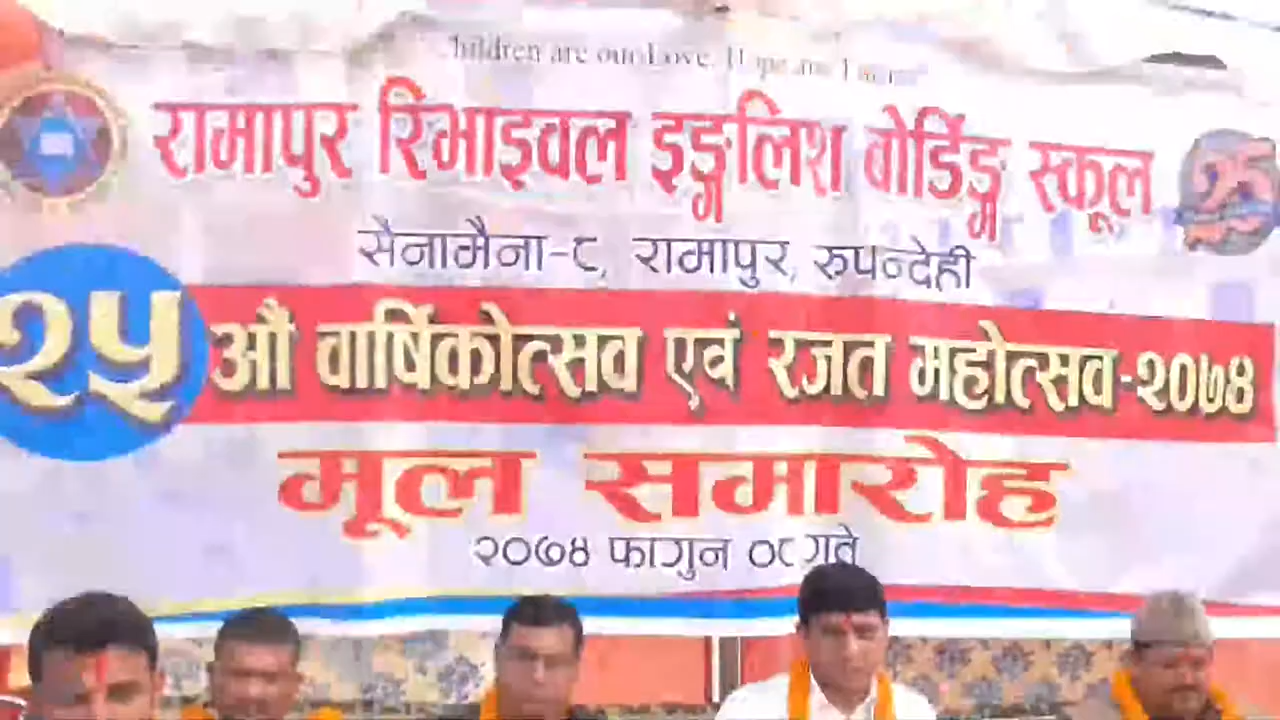 Children are our Love, Hope and
रामापुर रिभाइवल इङ्गलिश बोर्डिङ्ग स्कूल
25
सैनामैना-८, रामापुर, रुपन्देही
२५ औं वार्षिकोत्सव एवं रजत महोत्सव-२०७४
मूल समारोह
२०७४ फागुन ०८ गते